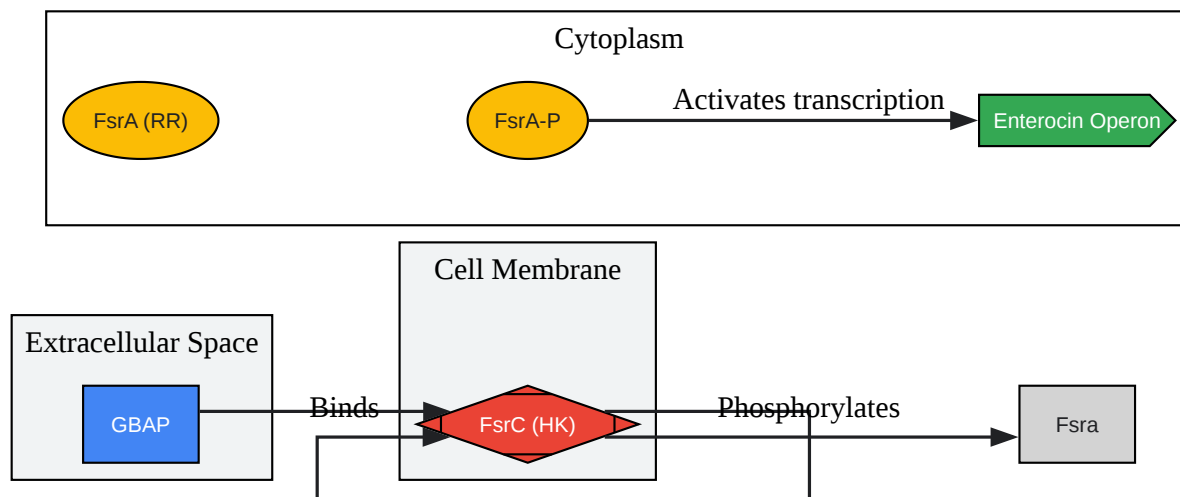 Cytoplasm
FsrA (RR)
FsrA-P
Activates transcription
Enterocin Operon
Cell Membrane
Extracellular Space
GBAP
Binds
FsrC (HK)
Phosphorylates
Fsra